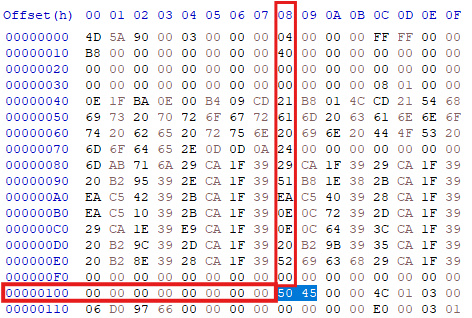 Offset(h) 00 01 02 03 04 05 06 07 08 09 0A 0B 0C 0D 0E 0F
00000000 4D 5A 90 00 03 00 00 00 04 00 00 00 FF FF 00 00
00000010 B8 00 00 00 00 00 00 00 40 00 00 00 00 00 00 00
00000020 00 00 00 00 00 00 00 00 00 00 00 00 00 00 00 00
00000030 00 00 00 00 00 00 00 00 00 00 00 00 08 01 00 00
00000040 0E 1F BA 0E 00 B4 09 CD 21 B8 01 4C CD 21 54 68
00000050 69 73 20 70 72 6F 67 72 61 6D 20 63 61 6E 6E 6F
00000060 74 20 62 65 20 72 75 6E 20 69 6E 20 44 4F 53 20
00000070 6D 6F 64 65 2E 0D 0D 0A 24 00 00 00 00 00 00 00
00000080 6D AB 71 6A 29 CA 1F 39 29 CA 1F 39 29 CA 1F 39
00000090 20 B2 95 39 2E CA 1F 39 51 B8 1E 38 2B CA 1F 39
000000A0 EA C5 42 39 2B CA 1F 39 EA C5 40 39 28 CA 1F 39
000000B0 EA C5 10 39 2B CA 1F 39 0E 0C 72 39 2D CA 1F 39
000000C0 29 CA 1E 39 E9 CA 1F 39 0E 0C 64 39 3C CA 1F 39
000000D0 20 B2 9C 39 2D CA 1F 39 20 B2 9B 39 35 CA 1F 39
000000E0 20 B2 8E 39 28 CA 1F 39 52 69 63 68 29 CA 1F 39
000000F0 00 00 00 00 00 00 00 00 00 00 00 00 00 00 00 00
00000100 00 00 00 00 00 00 00 00 50 45 00 00 4C 01 03 00
00000110 06 D0 97 66 00 00 00 00 00 00 00 00 E0 00 03 01